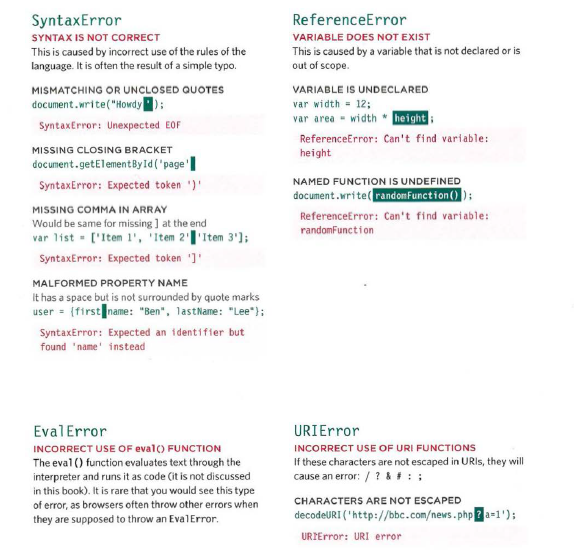 SyntaxError
SYNTAX IS NOT CORRECT
This is caused by incorrect use of the rules of the
language. It is often the result of a simple typo.
MISMATCHING OR UNCLOSED QUOTES
document.write("Howdy');
SyntaxError: Unexpected EOF
MISSING CLOSING BRACKET
document.getElementById('page'
SyntaxError: Expected token ')'
MISSING COMMA IN ARRAY
Would be same for missing ] at the end
var list = ['Item 1', 'Item 2' 'Item 3'];
SyntaxError: Expected token ']'
MALFORMED PROPERTY NAME
It has a space but is not surrounded by quote marks
user = {first name: "Ben", lastName: "Lee"};
SyntaxError: Expected an identifier but
found 'name' instead
ReferenceError
VARIABLE DOES NOT EXIST
This is caused by a variable that is not declared or is
out of scope.
VARIABLE IS UNDECLARED
var width = 12;
var area = width * height;
ReferenceError: Can't find variable:
height
NAMED FUNCTION IS UNDEFINED
document.write(randomFunction());
ReferenceError: Can't find variable:
randomFunction
EvalError
INCORRECT USE OF eval() FUNCTION
The eval() function evaluates text through the
interpreter and runs it as code (it is not discussed
in this book). It is rare that you would see this type
of error, as browsers often throw other errors when
they are supposed to throw an EvalError.
URIError
INCORRECT USE OF URI FUNCTIONS
If these characters are not escaped in URIs, they will
cause an error: / ? & # : ;
CHARACTERS ARE NOT ESCAPED
decodeURI('http://bbc.com/news.php?a=1');
URIError: URI error